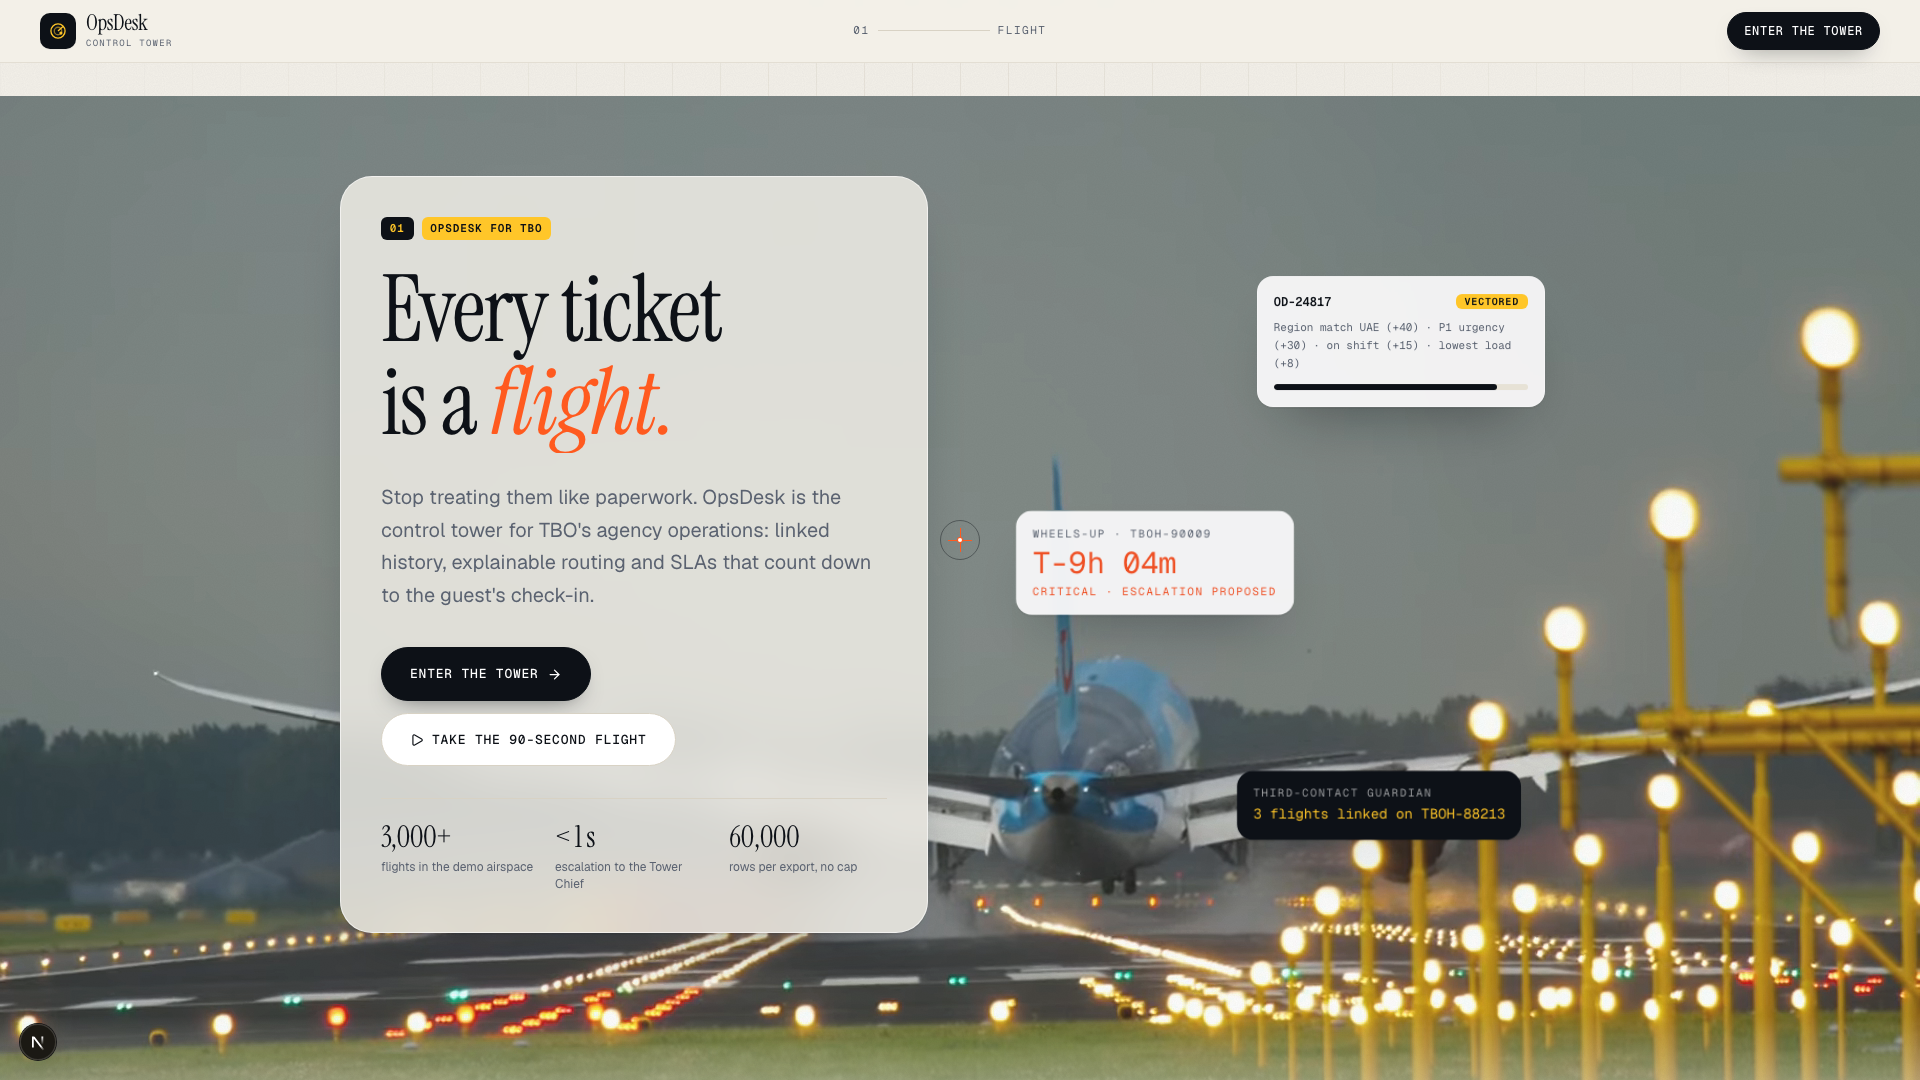 OpsDesk
CONTROL TOWER
01 FLIGHT
ENTER THE TOWER
01 OPSDESK FOR TBO
Every ticket
is a flight.
Stop treating them like paperwork. OpsDesk is the
control tower for TBO's agency operations: linked
history, explainable routing and SLAs that count down
to the guest's check-in.
ENTER THE TOWER →
TAKE THE 90-SECOND FLIGHT
3,000+
flights in the demo airspace
<1s
escalation to the Tower
Chief
60,000
rows per export, no cap
OD-24817 VECTORED
Region match UAE (+40) · P1 urgency
(+30) · on shift (+15) · lowest load
(+8)
WHEELS-UP · TBOH-90009
T-9h 04m
CRITICAL · ESCALATION PROPOSED
THIRD-CONTACT GUARDIAN
3 flights linked on TBOH-88213
N